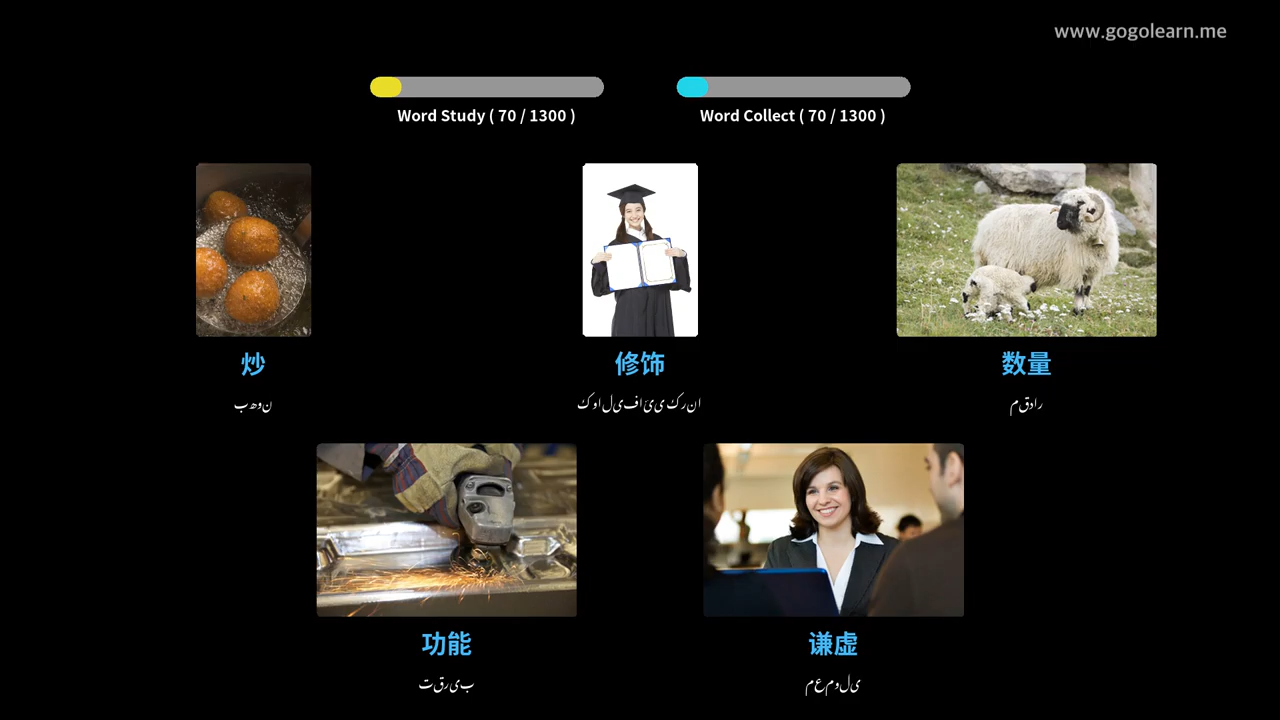 www.gogolearn.me
Word Study ( 70 / 1300 )
Word Collect ( 70 / 1300 )
炒
修饰
数量
بھون
کوالیفائی کرنا
مقدار
功能
谦虚
تقریب
معمولی